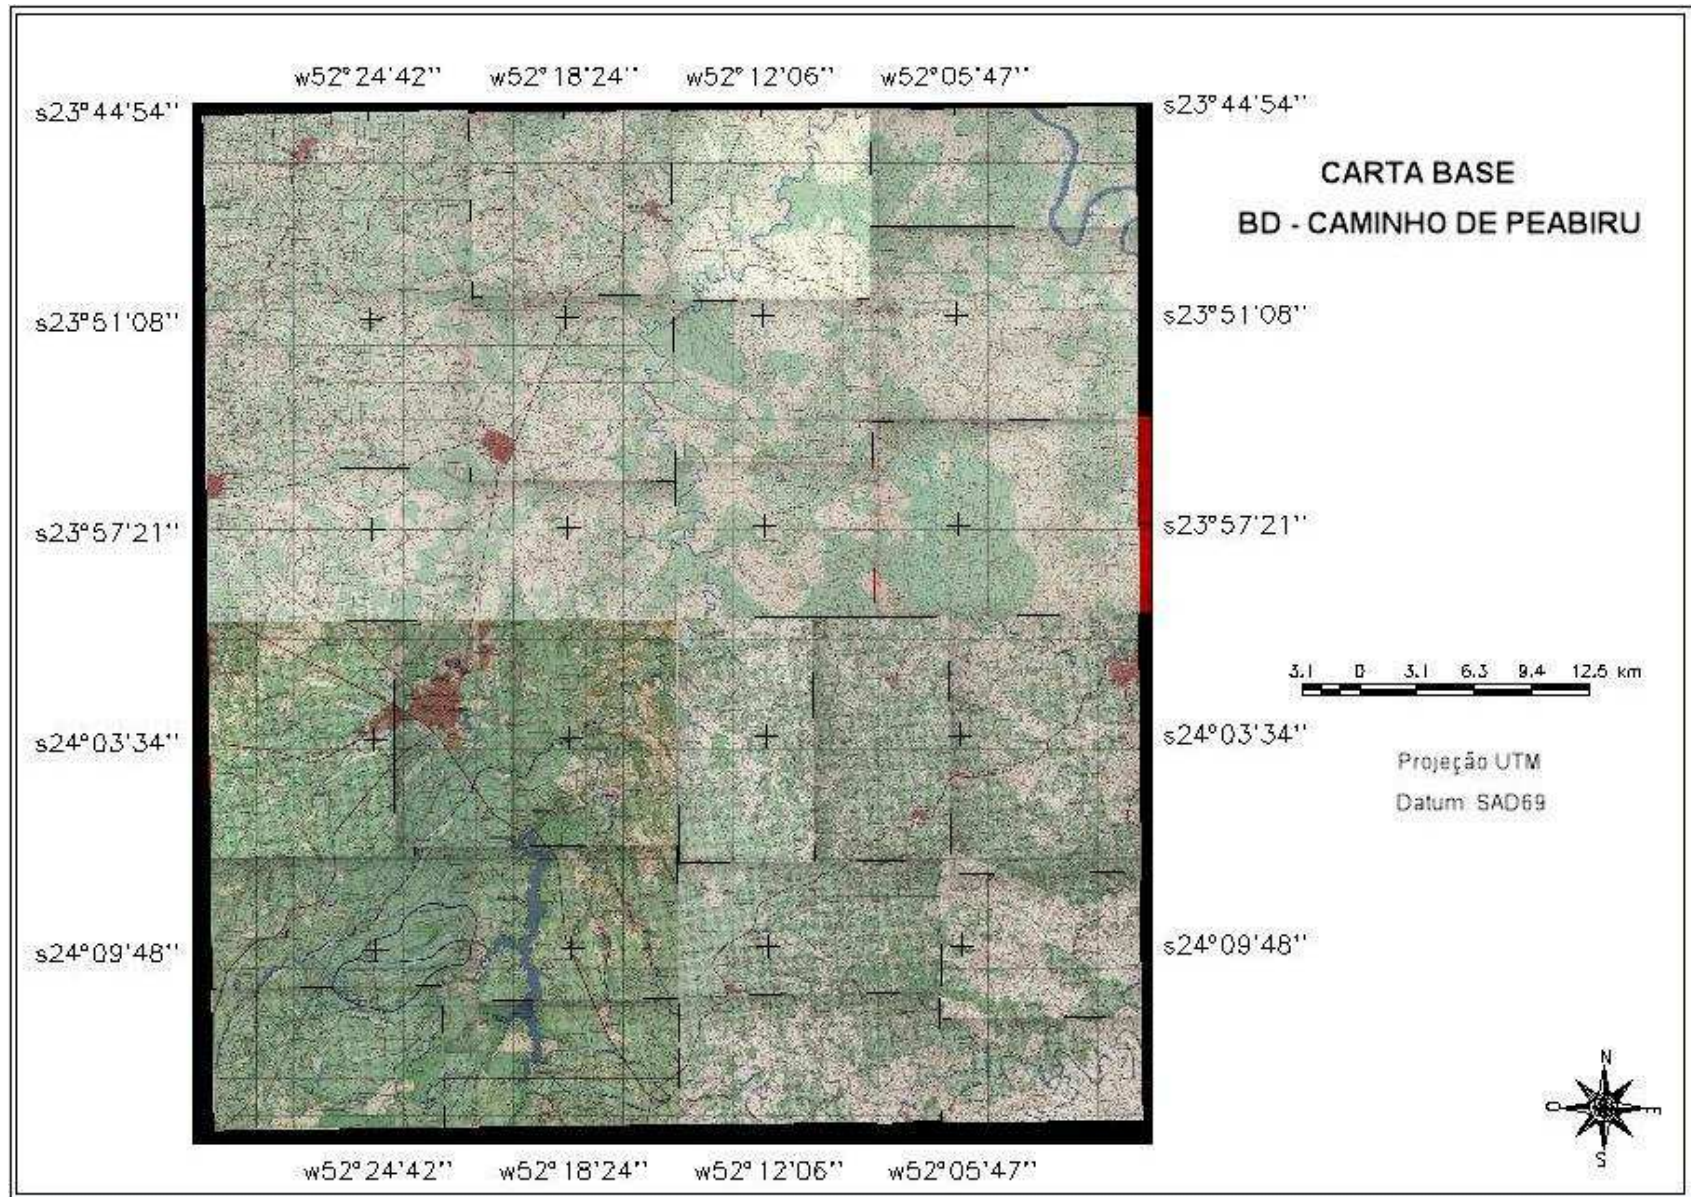 w52°24'42'' w52°18'24'' w52°12'06'' w52°05'47''
s23°44'54'' s23°44'54''
CARTA BASE
BD - CAMINHO DE PEABIRU
s23°51'08'' s23°51'08''
s23°57'21'' s23°57'21''
3.1 0 3.1 6.3 9.4 12.5 km
s24°03'34'' s24°03'34''
Projeção UTM
Datum SAD69
s24°09'48'' s24°09'48''
N
O E
S
w52°24'42'' w52°18'24'' w52°12'06'' w52°05'47''